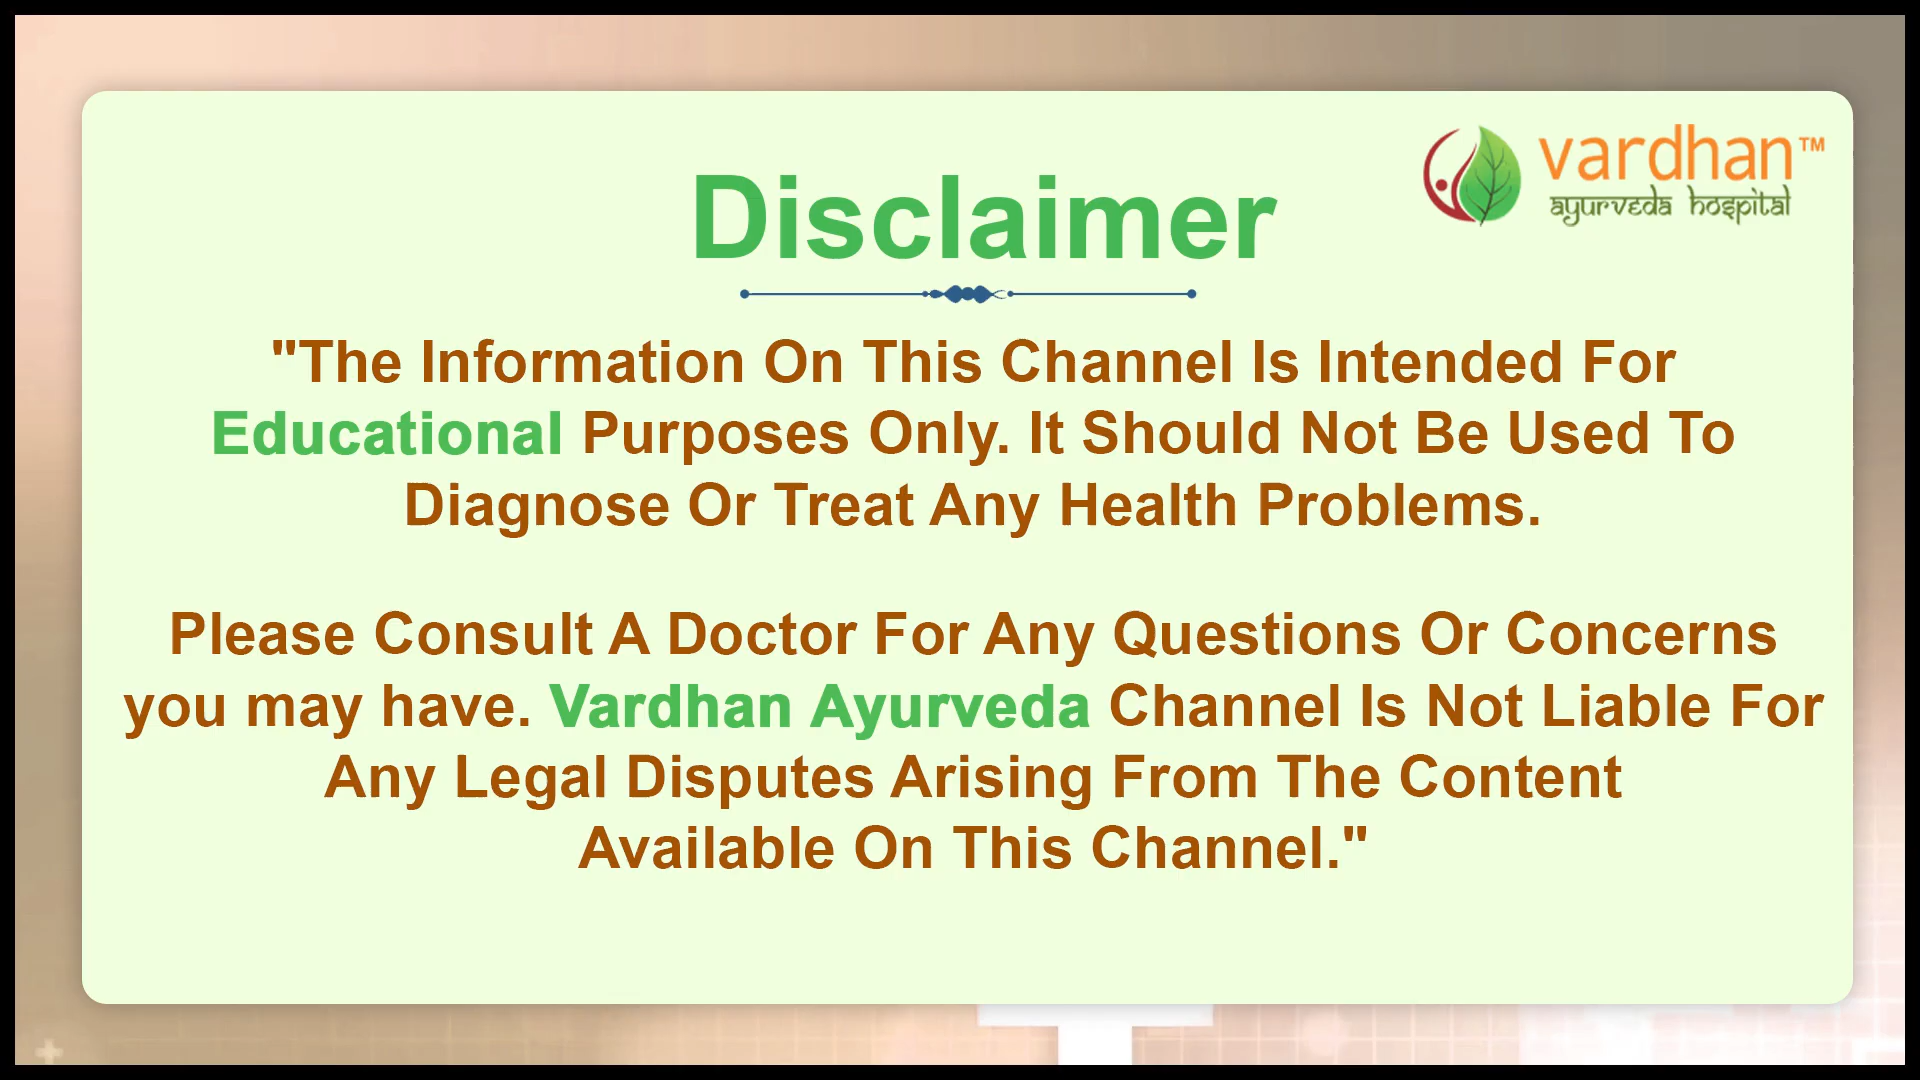 vardhan™
ayurveda hospital
Disclaimer
"The Information On This Channel Is Intended For
Educational Purposes Only. It Should Not Be Used To
Diagnose Or Treat Any Health Problems.
Please Consult A Doctor For Any Questions Or Concerns
you may have. Vardhan Ayurveda Channel Is Not Liable For
Any Legal Disputes Arising From The Content
Available On This Channel."